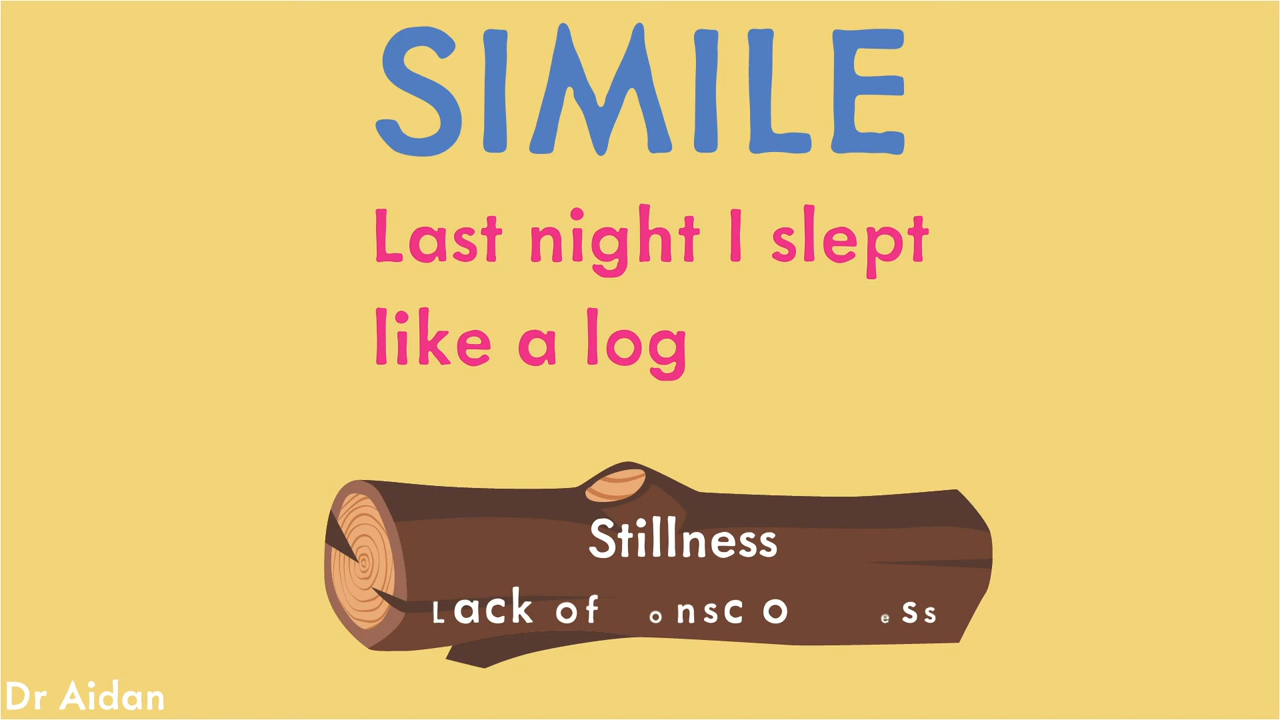 SIMILE
Last night I slept
like a log
Stillness
Lack of
Dr Aidan